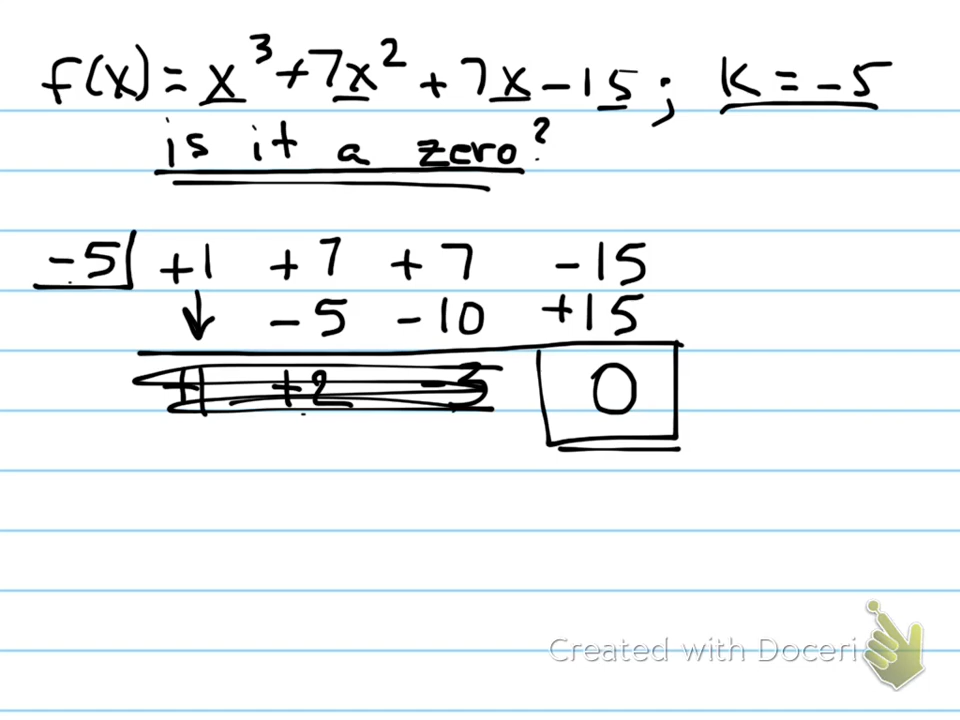 f(x) = x³ + 7x² + 7x - 15 ; K = -5
is it a zero?
-5| +1 +7 +7 -15
↓ -5 -10 +15
+1 +2 -3 0
Created with Doceri